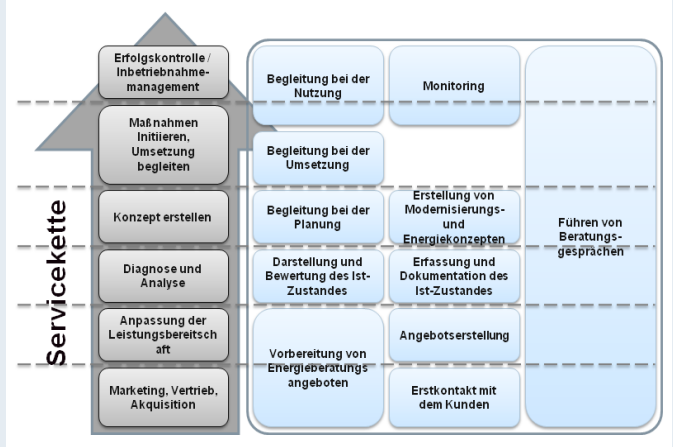 Servicekette
Erfolgskontrolle /
Inbetriebnahme-
management
Begleitung bei der
Nutzung
Monitoring
Maßnahmen
Initiieren,
Umsetzung
begleiten
Begleitung bei der
Umsetzung
Konzept erstellen
Begleitung bei der
Planung
Erstellung von
Modernisierungs-
und
Energiekonzepten
Führen von
Beratungs-
gesprächen
Diagnose und
Analyse
Darstellung und
Bewertung des Ist-
Zustandes
Erfassung und
Dokumentation des
Ist-Zustandes
Anpassung der
Leistungsbereitsch
aft
Vorbereitung von
Energieberatungs
angeboten
Angebotserstellung
Marketing, Vertrieb,
Akquisition
Erstkontakt mit
dem Kunden